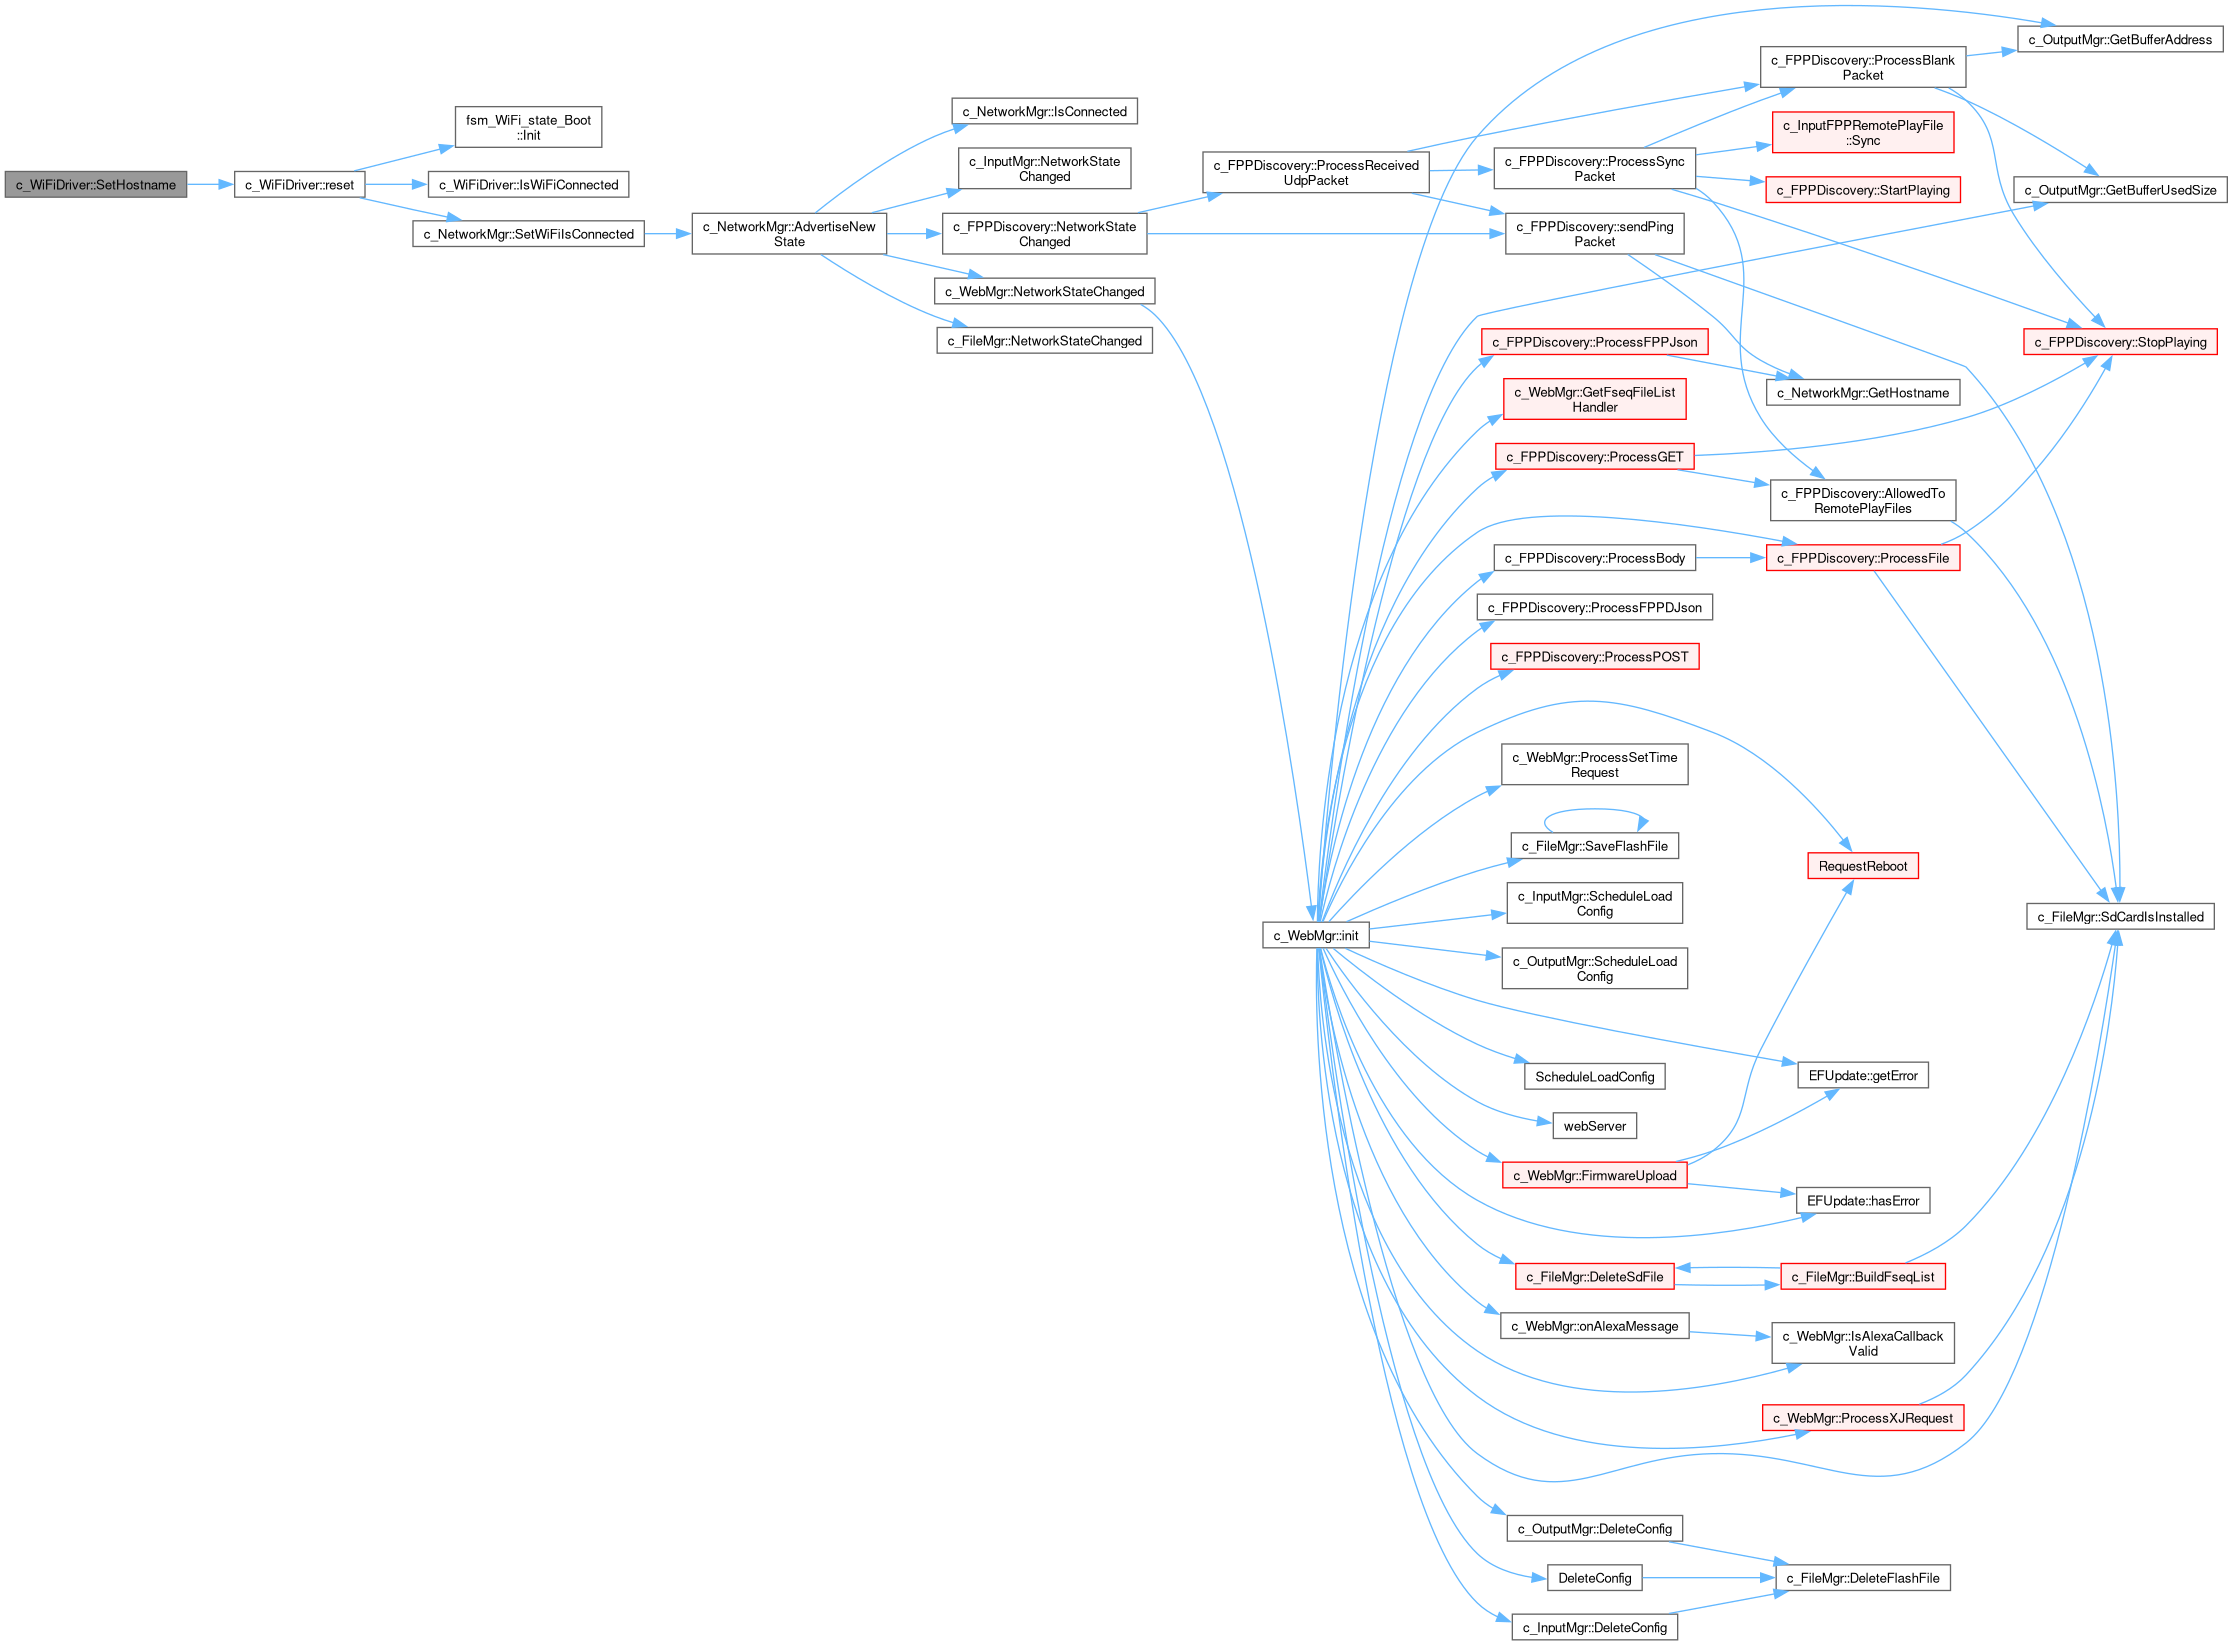 c_WiFiDriver::SetHostname
c_WiFiDriver::reset
fsm_WiFi_state_Boot
::Init
c_WiFiDriver::IsWiFiConnected
c_NetworkMgr::SetWiFiIsConnected
c_NetworkMgr::AdvertiseNew
State
c_NetworkMgr::IsConnected
c_InputMgr::NetworkState
Changed
c_FPPDiscovery::NetworkState
Changed
c_WebMgr::NetworkStateChanged
c_FileMgr::NetworkStateChanged
c_FPPDiscovery::ProcessReceived
UdpPacket
c_WebMgr::init
c_FPPDiscovery::ProcessSync
Packet
c_FPPDiscovery::sendPing
Packet
c_FPPDiscovery::ProcessFPPJson
c_WebMgr::GetFseqFileList
Handler
c_FPPDiscovery::ProcessGET
c_FPPDiscovery::ProcessBody
c_FPPDiscovery::ProcessFPPDJson
c_FPPDiscovery::ProcessPOST
c_WebMgr::ProcessSetTime
Request
c_FileMgr::SaveFlashFile
c_InputMgr::ScheduleLoad
Config
c_OutputMgr::ScheduleLoad
Config
ScheduleLoadConfig
webServer
c_WebMgr::FirmwareUpload
c_FileMgr::DeleteSdFile
c_WebMgr::onAlexaMessage
c_OutputMgr::DeleteConfig
DeleteConfig
c_InputMgr::DeleteConfig
c_FPPDiscovery::ProcessBlank
Packet
c_InputFPPRemotePlayFile
::Sync
c_FPPDiscovery::StartPlaying
c_NetworkMgr::GetHostname
c_FPPDiscovery::AllowedTo
RemotePlayFiles
c_FPPDiscovery::ProcessFile
RequestReboot
EFUpdate::getError
EFUpdate::hasError
c_FileMgr::BuildFseqList
c_WebMgr::IsAlexaCallback
Valid
c_WebMgr::ProcessXJRequest
c_FileMgr::DeleteFlashFile
c_OutputMgr::GetBufferAddress
c_OutputMgr::GetBufferUsedSize
c_FPPDiscovery::StopPlaying
c_FileMgr::SdCardIsInstalled